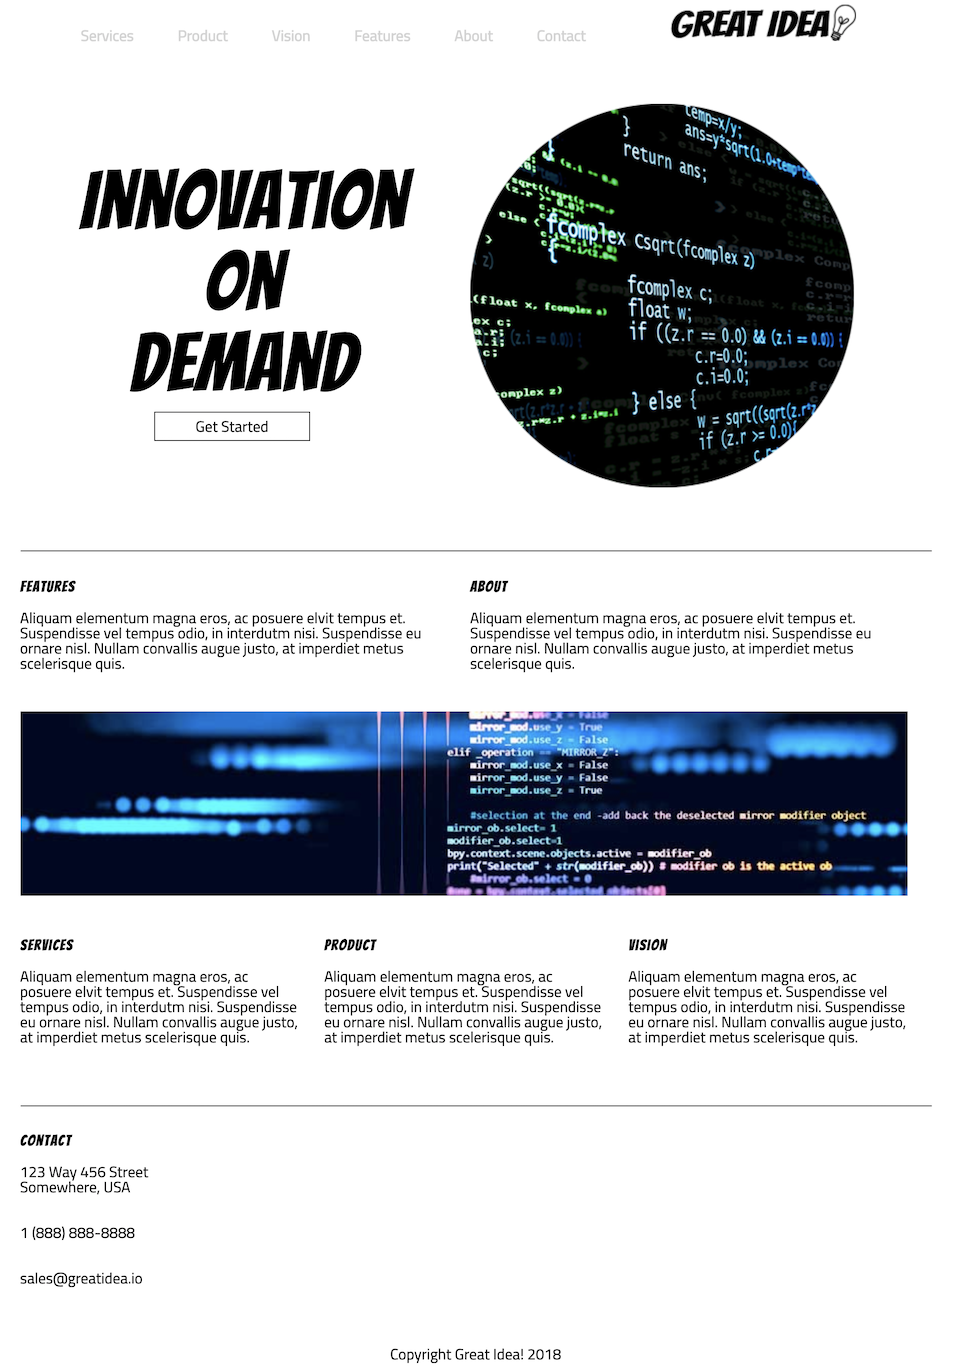 Services Product Vision Features About Contact
GREAT IDEA
INNOVATION
ON
DEMAND
Get Started
temp=x/y;
}
return ans;
fcomplex Csqrt(fcomplex z)
{
fcomplex c;
float w;
if ((z.r == 0.0) && (z.i == 0.0)) {
c.r=0.0;
c.i=0.0;
} else {
if (z.r >= 0.0){
FEATURES
Aliquam elementum magna eros, ac posuere elvit tempus et.
Suspendisse vel tempus odio, in interdutm nisi. Suspendisse eu
ornare nisl. Nullam convallis augue justo, at imperdiet metus
scelerisque quis.
ABOUT
Aliquam elementum magna eros, ac posuere elvit tempus et.
Suspendisse vel tempus odio, in interdutm nisi. Suspendisse eu
ornare nisl. Nullam convallis augue justo, at imperdiet metus
scelerisque quis.
mirror_mod.use_x = False
mirror_mod.use_y = True
mirror_mod.use_z = False
elif _operation == "MIRROR_Z":
mirror_mod.use_x = False
mirror_mod.use_y = False
mirror_mod.use_z = True
#selection at the end -add back the deselected mirror modifier object
mirror_ob.select= 1
modifier_ob.select=1
bpy.context.scene.objects.active = modifier_ob
print("Selected" + str(modifier_ob)) # modifier ob is the active ob
#mirror_ob.select = 0
= bpy.context.selected_objects[0]
SERVICES
Aliquam elementum magna eros, ac
posuere elvit tempus et. Suspendisse vel
tempus odio, in interdutm nisi. Suspendisse
eu ornare nisl. Nullam convallis augue justo,
at imperdiet metus scelerisque quis.
PRODUCT
Aliquam elementum magna eros, ac
posuere elvit tempus et. Suspendisse vel
tempus odio, in interdutm nisi. Suspendisse
eu ornare nisl. Nullam convallis augue justo,
at imperdiet metus scelerisque quis.
VISION
Aliquam elementum magna eros, ac
posuere elvit tempus et. Suspendisse vel
tempus odio, in interdutm nisi. Suspendisse
eu ornare nisl. Nullam convallis augue justo,
at imperdiet metus scelerisque quis.
CONTACT
123 Way 456 Street
Somewhere, USA
1 (888) 888-8888
sales@greatidea.io
Copyright Great Idea! 2018